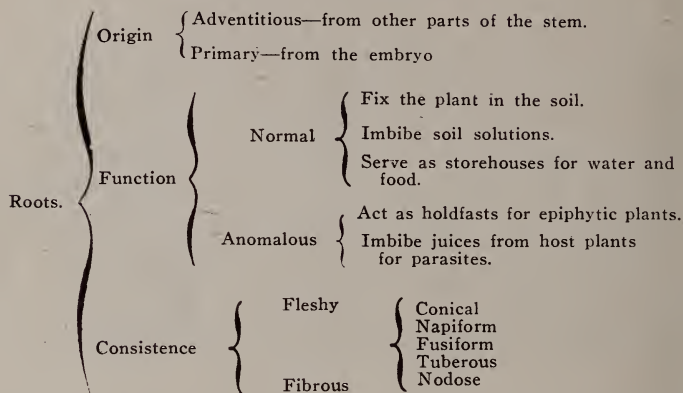 Roots.
Origin
Adventitious—from other parts of the stem.
Primary—from the embryo
Function
Normal
Fix the plant in the soil.
Imbibe soil solutions.
Serve as storehouses for water and
food.
Anomalous
Act as holdfasts for epiphytic plants.
Imbibe juices from host plants
for parasites.
Consistence
Fleshy
Conical
Napiform
Fusiform
Tuberous
Nodose
Fibrous